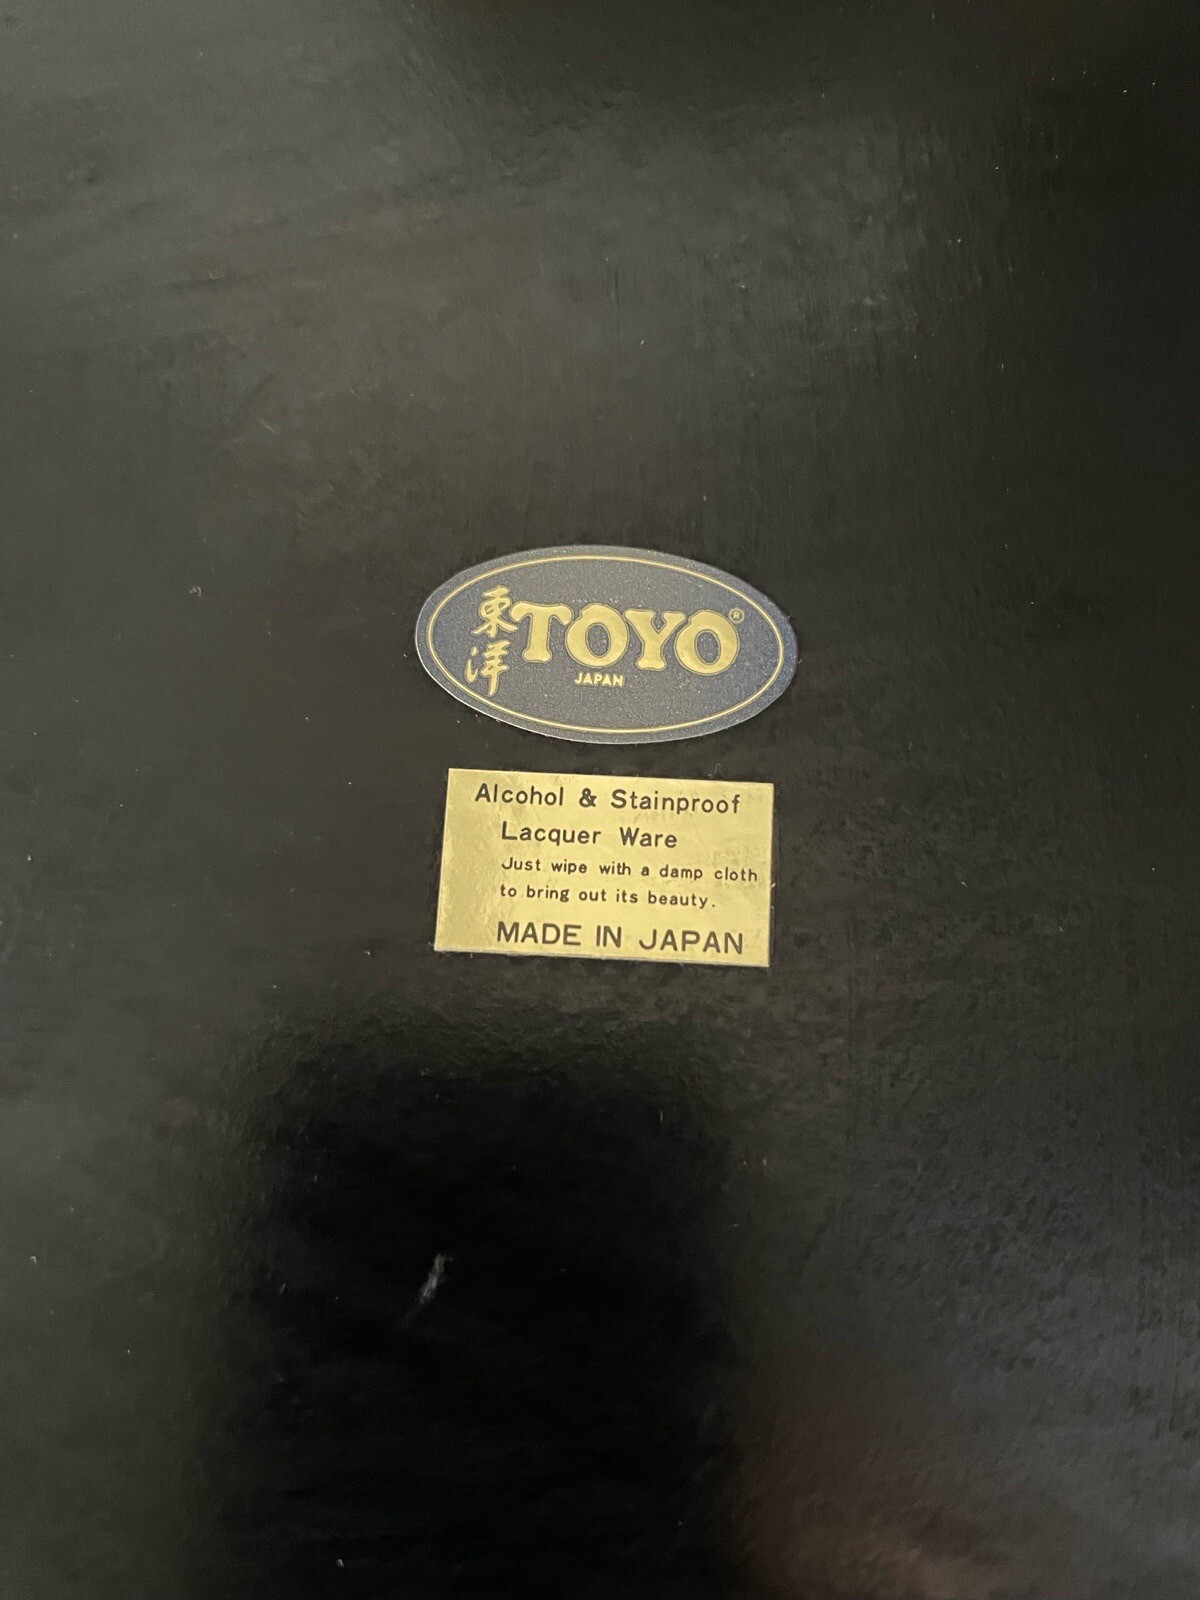 東洋 TOYO®
JAPAN
Alcohol & Stainproof
Lacquer Ware
Just wipe with a damp cloth
to bring out its beauty.
MADE IN JAPAN